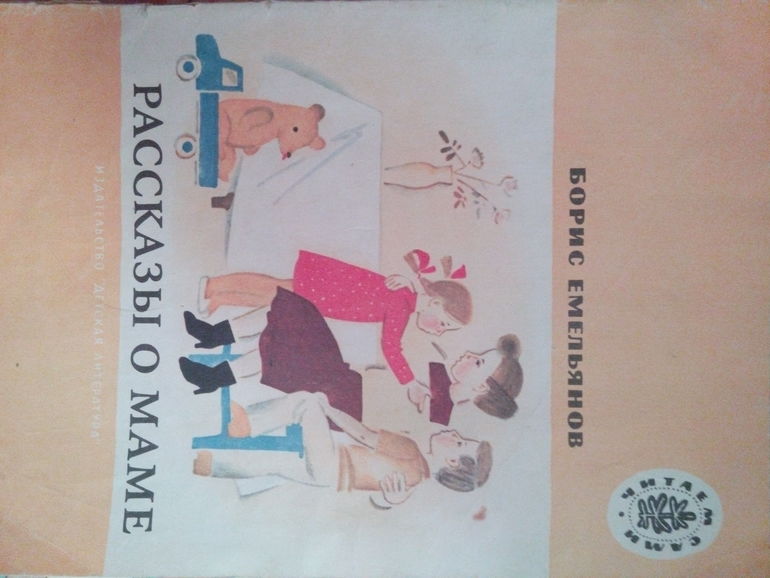 БОРИС ЕМЕЛЬЯНОВ
ЧИТАЕМ САМИ
РАССКАЗЫ О МАМЕ
ИЗДАТЕЛЬСТВО ДЕТСКАЯ ЛИТЕРАТУРА